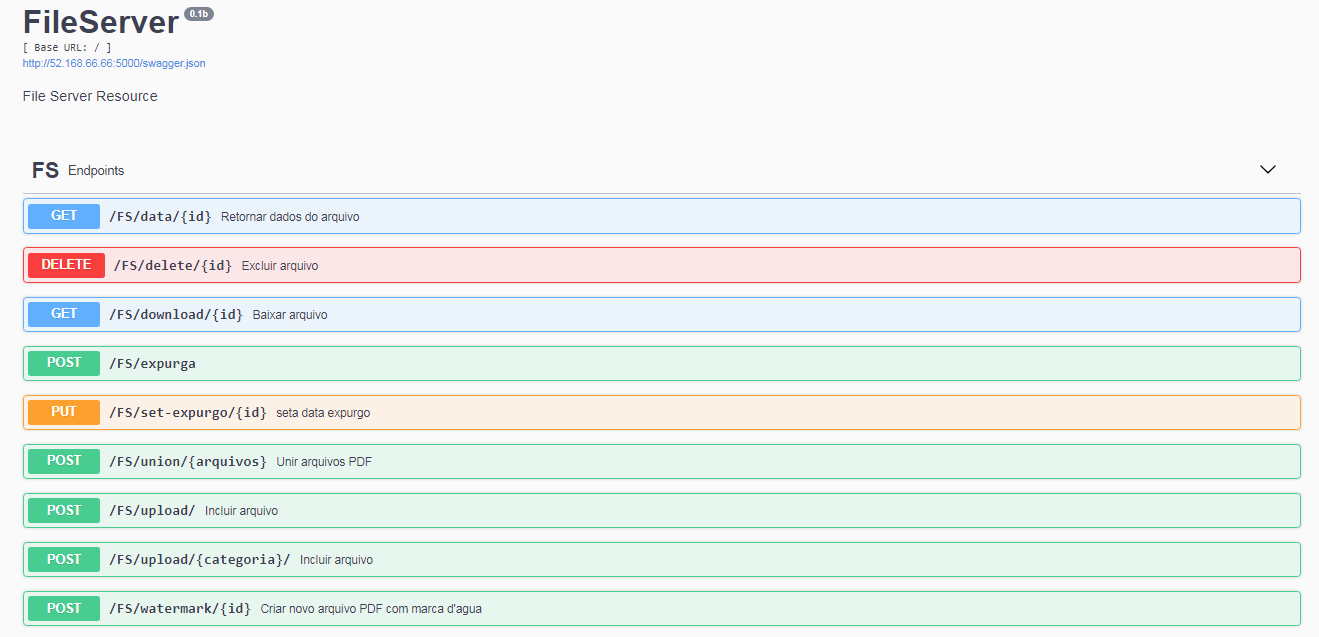 FileServer 0.1b
[ Base URL: / ]
http://52.168.66.66:5000/swagger.json
File Server Resource
FS Endpoints
GET /FS/data/{id} Retornar dados do arquivo
DELETE /FS/delete/{id} Excluir arquivo
GET /FS/download/{id} Baixar arquivo
POST /FS/expurga
PUT /FS/set-expurgo/{id} seta data expurgo
POST /FS/union/{arquivos} Unir arquivos PDF
POST /FS/upload/ Incluir arquivo
POST /FS/upload/{categoria}/ Incluir arquivo
POST /FS/watermark/{id} Criar novo arquivo PDF com marca d'agua